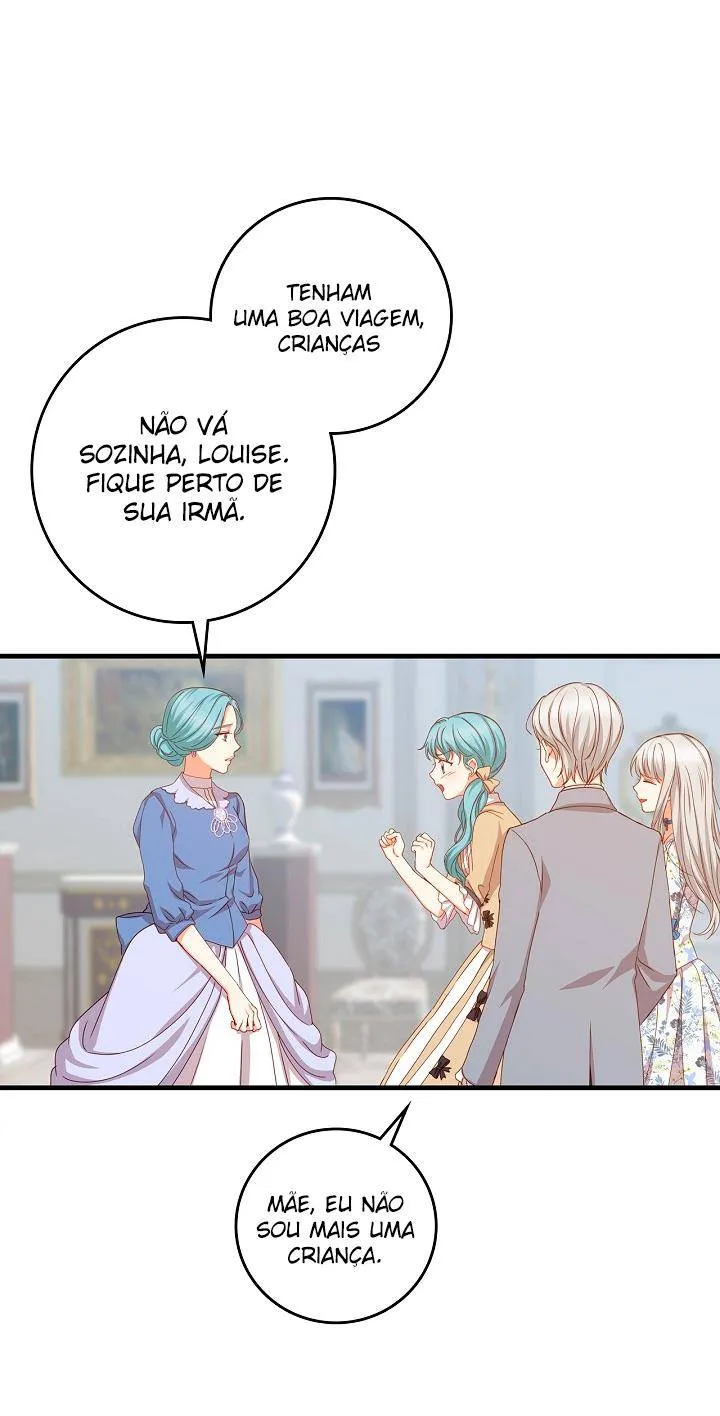 TENHAM
UMA BOA VIAGEM,
CRIANÇAS
NÃO VÁ
SOZINHA, LOUISE.
FIQUE PERTO DE
SUA IRMÃ.
MÃE, EU NÃO
SOU MAIS UMA
CRIANÇA.